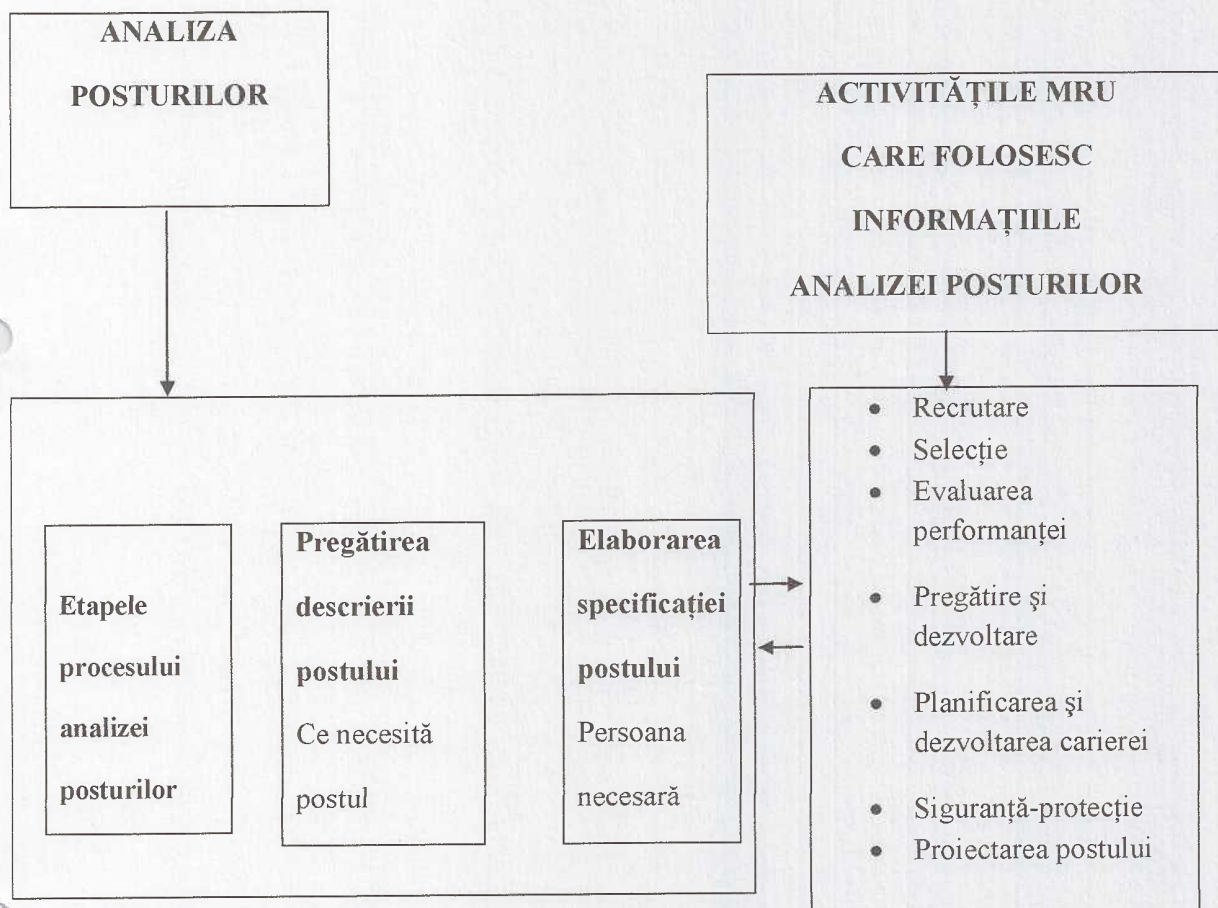 ANALIZA
POSTURILOR
ACTIVITĂȚILE MRU
CARE FOLOSESC
INFORMAȚIILE
ANALIZEI POSTURILOR
Etapele
procesului
analizei
posturilor
Pregătirea
descrierii
postului
Ce necesită
postul
Elaborarea
specificației
postului
Persoana
necesară
• Recrutare
• Selecție
• Evaluarea
performanței
• Pregătire și
dezvoltare
• Planificarea și
dezvoltarea carierei
• Siguranță-protecție
• Proiectarea postului